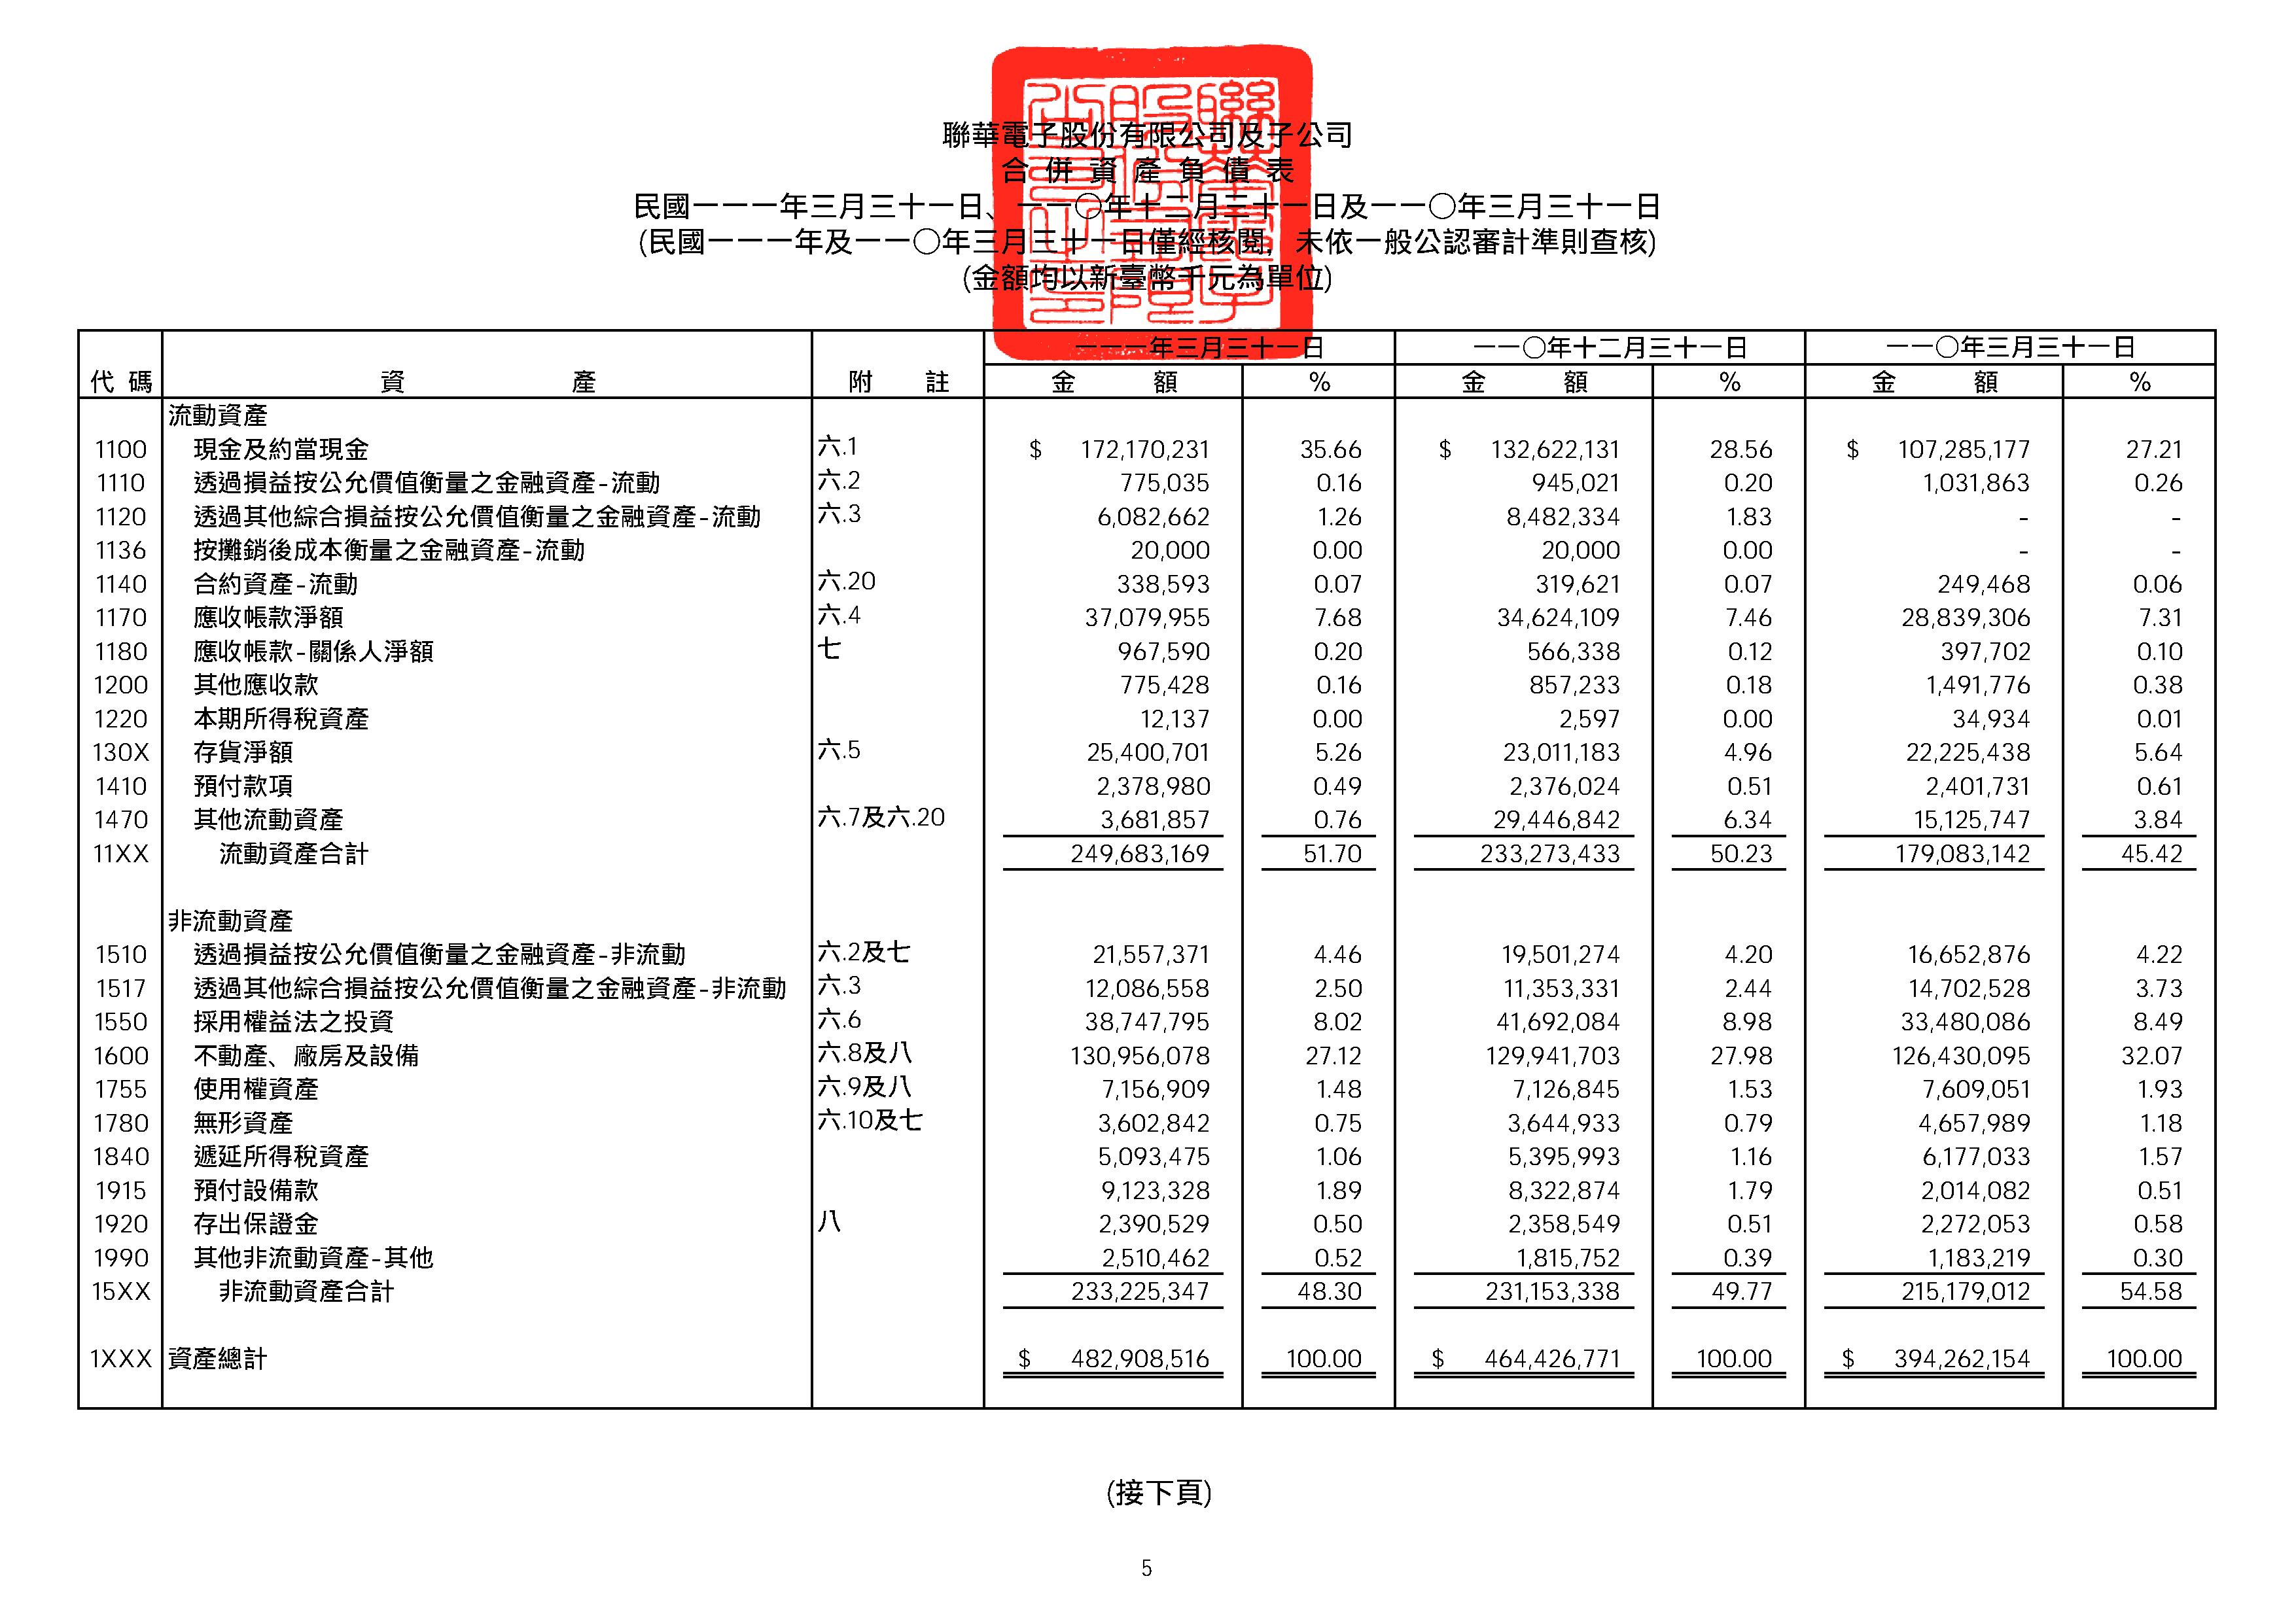 聯華電子股份有限公司及子公司
合併資產負債表
民國一一一年三月三十一日、一一○年十二月三十一日及一一○年三月三十一日
(民國一一一年及一一○年三月三十一日僅經核閱，未依一般公認審計準則查核)
(金額均以新臺幣千元為單位)
一一一年三月三十一日 一一○年十二月三十一日 一一○年三月三十一日
代碼 資產 附註 金額 % 金額 % 金額 %
流動資產
1100 現金及約當現金 六.1 $ 172,170,231 35.66 $ 132,622,131 28.56 $ 107,285,177 27.21
1110 透過損益按公允價值衡量之金融資產-流動 六.2 775,035 0.16 945,021 0.20 1,031,863 0.26
1120 透過其他綜合損益按公允價值衡量之金融資產-流動 六.3 6,082,662 1.26 8,482,334 1.83 - -
1136 按攤銷後成本衡量之金融資產-流動 20,000 0.00 20,000 0.00 - -
1140 合約資產-流動 六.20 338,593 0.07 319,621 0.07 249,468 0.06
1170 應收帳款淨額 六.4 37,079,955 7.68 34,624,109 7.46 28,839,306 7.31
1180 應收帳款-關係人淨額 七 967,590 0.20 566,338 0.12 397,702 0.10
1200 其他應收款 775,428 0.16 857,233 0.18 1,491,776 0.38
1220 本期所得稅資產 12,137 0.00 2,597 0.00 34,934 0.01
130X 存貨淨額 六.5 25,400,701 5.26 23,011,183 4.96 22,225,438 5.64
1410 預付款項 2,378,980 0.49 2,376,024 0.51 2,401,731 0.61
1470 其他流動資產 六.7及六.20 3,681,857 0.76 29,446,842 6.34 15,125,747 3.84
11XX 流動資產合計 249,683,169 51.70 233,273,433 50.23 179,083,142 45.42
非流動資產
1510 透過損益按公允價值衡量之金融資產-非流動 六.2及七 21,557,371 4.46 19,501,274 4.20 16,652,876 4.22
1517 透過其他綜合損益按公允價值衡量之金融資產-非流動 六.3 12,086,558 2.50 11,353,331 2.44 14,702,528 3.73
1550 採用權益法之投資 六.6 38,747,795 8.02 41,692,084 8.98 33,480,086 8.49
1600 不動產、廠房及設備 六.8及八 130,956,078 27.12 129,941,703 27.98 126,430,095 32.07
1755 使用權資產 六.9及八 7,156,909 1.48 7,126,845 1.53 7,609,051 1.93
1780 無形資產 六.10及七 3,602,842 0.75 3,644,933 0.79 4,657,989 1.18
1840 遞延所得稅資產 5,093,475 1.06 5,395,993 1.16 6,177,033 1.57
1915 預付設備款 9,123,328 1.89 8,322,874 1.79 2,014,082 0.51
1920 存出保證金 八 2,390,529 0.50 2,358,549 0.51 2,272,053 0.58
1990 其他非流動資產-其他 2,510,462 0.52 1,815,752 0.39 1,183,219 0.30
15XX 非流動資產合計 233,225,347 48.30 231,153,338 49.77 215,179,012 54.58
1XXX 資產總計 $ 482,908,516 100.00 $ 464,426,771 100.00 $ 394,262,154 100.00
(接下頁)
5